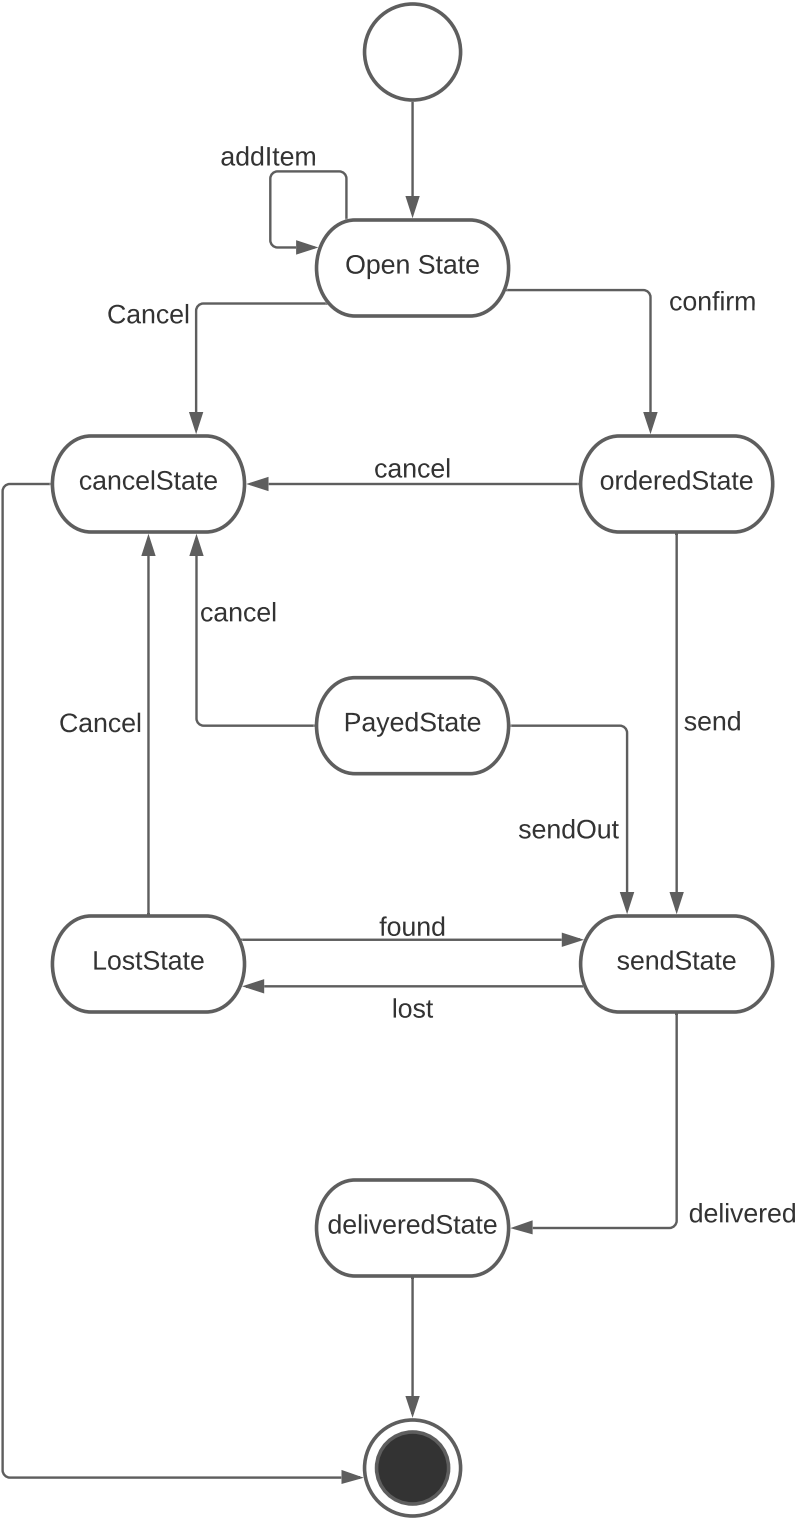 addItem
Open State
Cancel
confirm
cancelState
cancel
orderedState
cancel
Cancel
PayedState
send
sendOut
found
LostState
sendState
lost
delivered
deliveredState